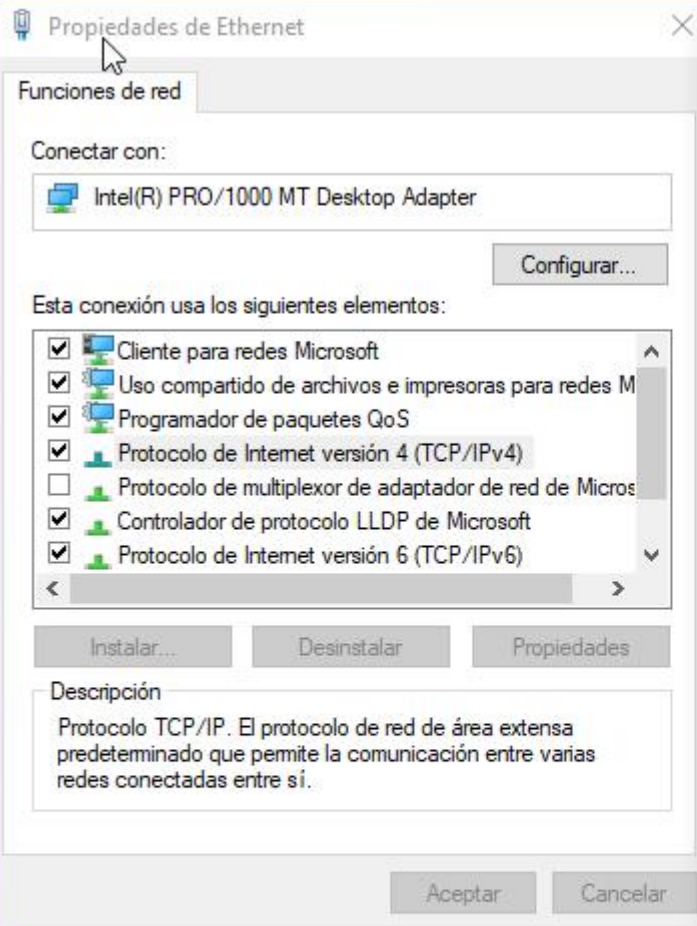 Propiedades de Ethernet
Funciones de red
Conectar con:
Intel(R) PRO/1000 MT Desktop Adapter
Configurar...
Esta conexión usa los siguientes elementos:
Cliente para redes Microsoft
Uso compartido de archivos e impresoras para redes M
Programador de paquetes QoS
Protocolo de Internet versión 4 (TCP/IPv4)
Protocolo de multiplexor de adaptador de red de Micros
Controlador de protocolo LLDP de Microsoft
Protocolo de Internet versión 6 (TCP/IPv6)
Instalar... Desinstalar Propiedades
Descripción
Protocolo TCP/IP. El protocolo de red de área extensa
predeterminado que permite la comunicación entre varias
redes conectadas entre sí.
Aceptar Cancelar